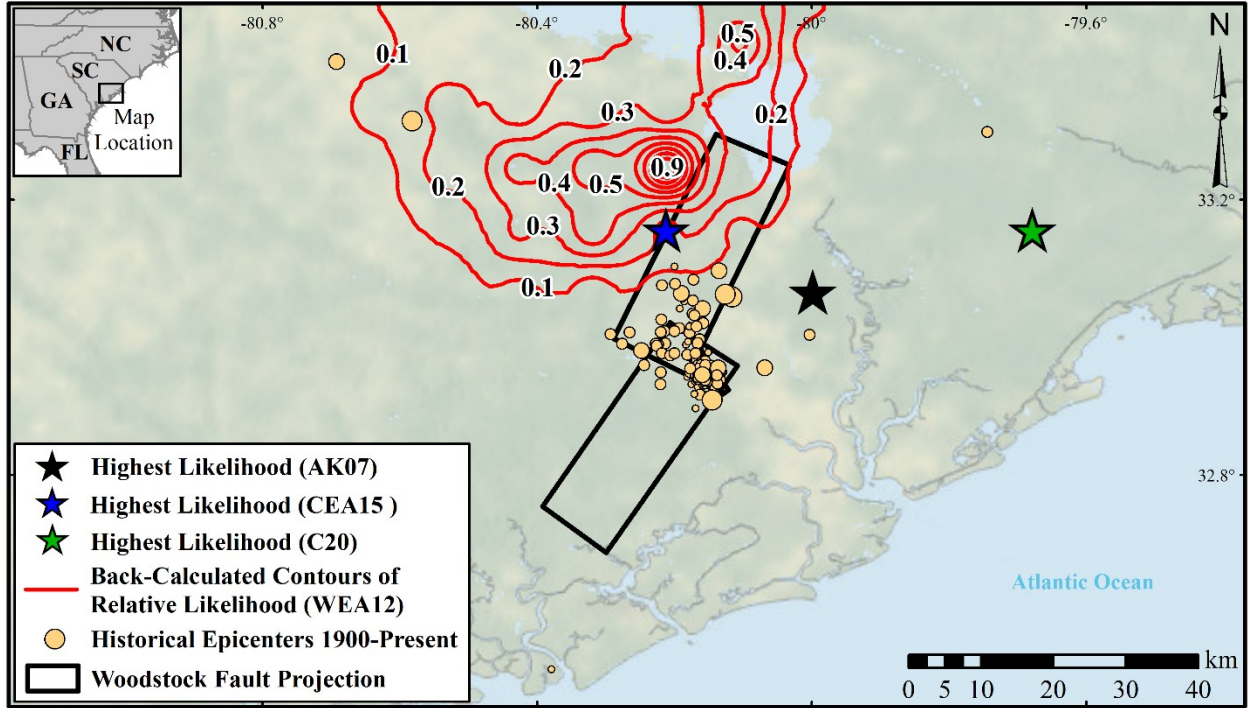 -80.8°
-80.4°
-80°
-79.6°
NC
SC
GA
FL
Map
Location
N
0.1
0.2
0.5
0.4
0.3
0.2
0.9
0.2
0.4
0.5
0.3
0.1
33.2°
32.8°
Highest Likelihood (AK07)
Highest Likelihood (CEA15 )
Highest Likelihood (C20)
Back-Calculated Contours of
Relative Likelihood (WEA12)
Historical Epicenters 1900-Present
Woodstock Fault Projection
Atlantic Ocean
km
0 5 10 20 30 40